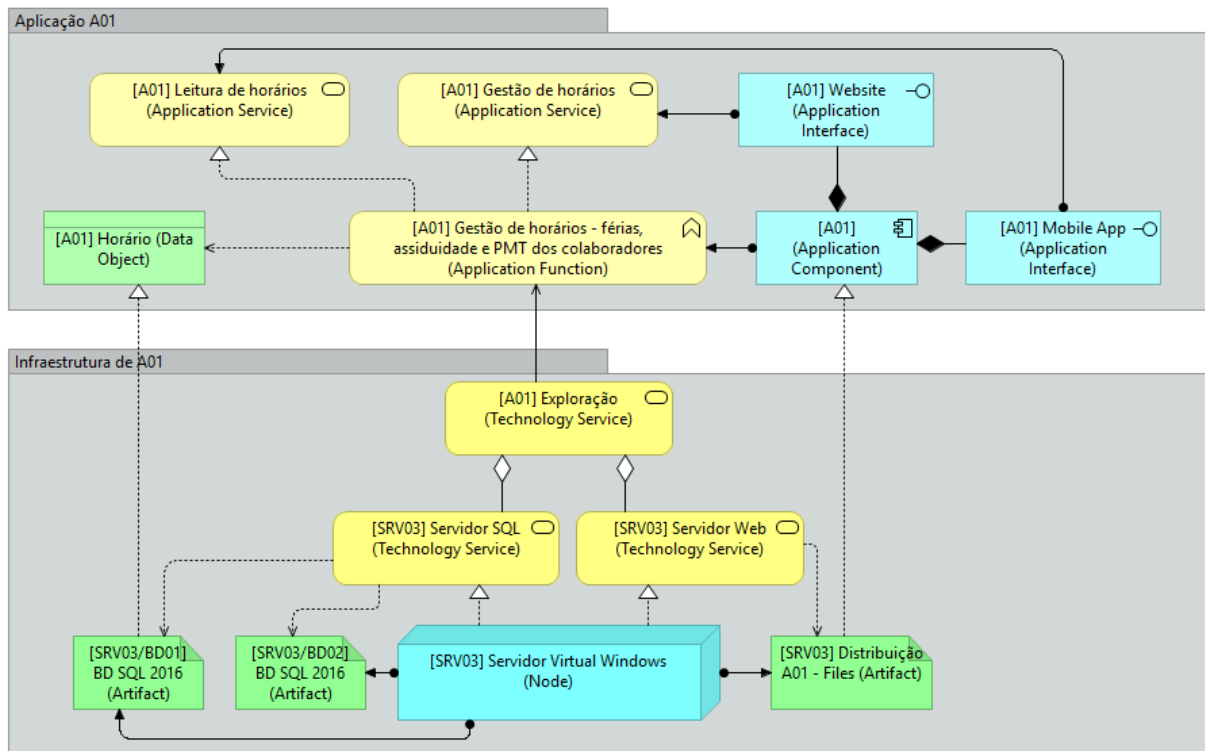 Aplicação A01
[A01] Leitura de horários
(Application Service)
[A01] Gestão de horários
(Application Service)
[A01] Website
(Application
Interface)
[A01] Horário (Data
Object)
[A01] Gestão de horários - férias,
assiduidade e PMT dos colaboradores
(Application Function)
[A01]
(Application
Component)
[A01] Mobile App
(Application
Interface)
Infraestrutura de A01
[A01] Exploração
(Technology Service)
[SRV03] Servidor SQL
(Technology Service)
[SRV03] Servidor Web
(Technology Service)
[SRV03/BD01]
BD SQL 2016
(Artifact)
[SRV03/BD02]
BD SQL 2016
(Artifact)
[SRV03] Servidor Virtual Windows
(Node)
[SRV03] Distribuição
A01 - Files (Artifact)